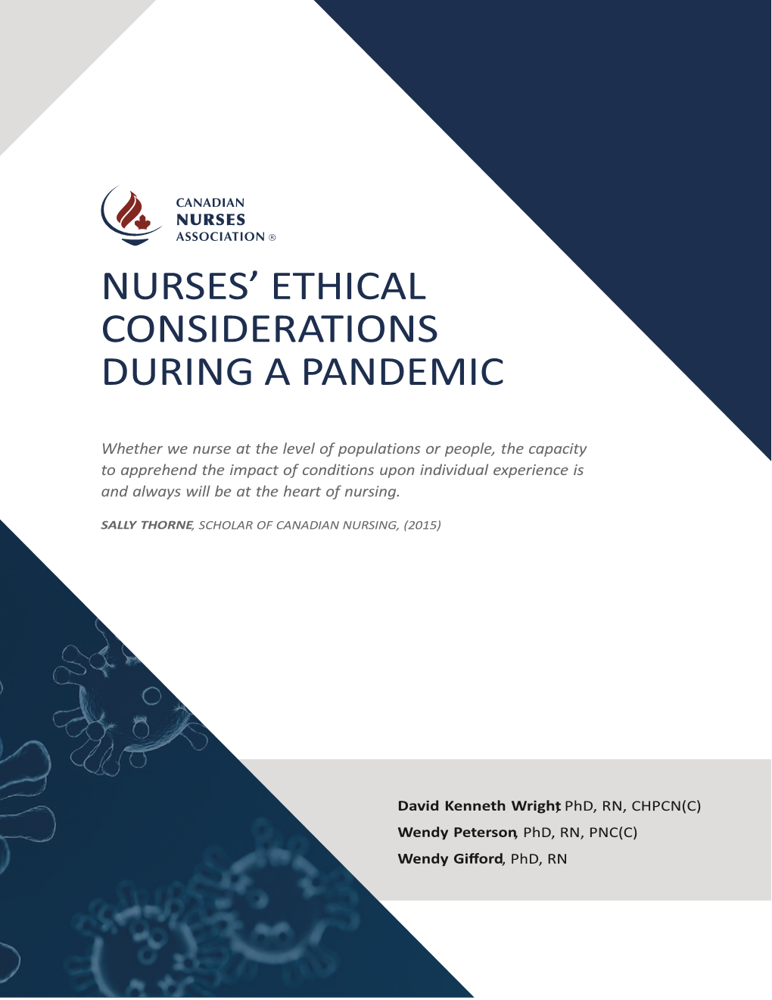 CANADIAN
NURSES
ASSOCIATION ®
NURSES’ ETHICAL
CONSIDERATIONS
DURING A PANDEMIC
Whether we nurse at the level of populations or people, the capacity
to apprehend the impact of conditions upon individual experience is
and always will be at the heart of nursing.
SALLY THORNE, SCHOLAR OF CANADIAN NURSING, (2015)
David Kenneth Wright, PhD, RN, CHPCN(C)
Wendy Peterson, PhD, RN, PNC(C)
Wendy Gifford, PhD, RN